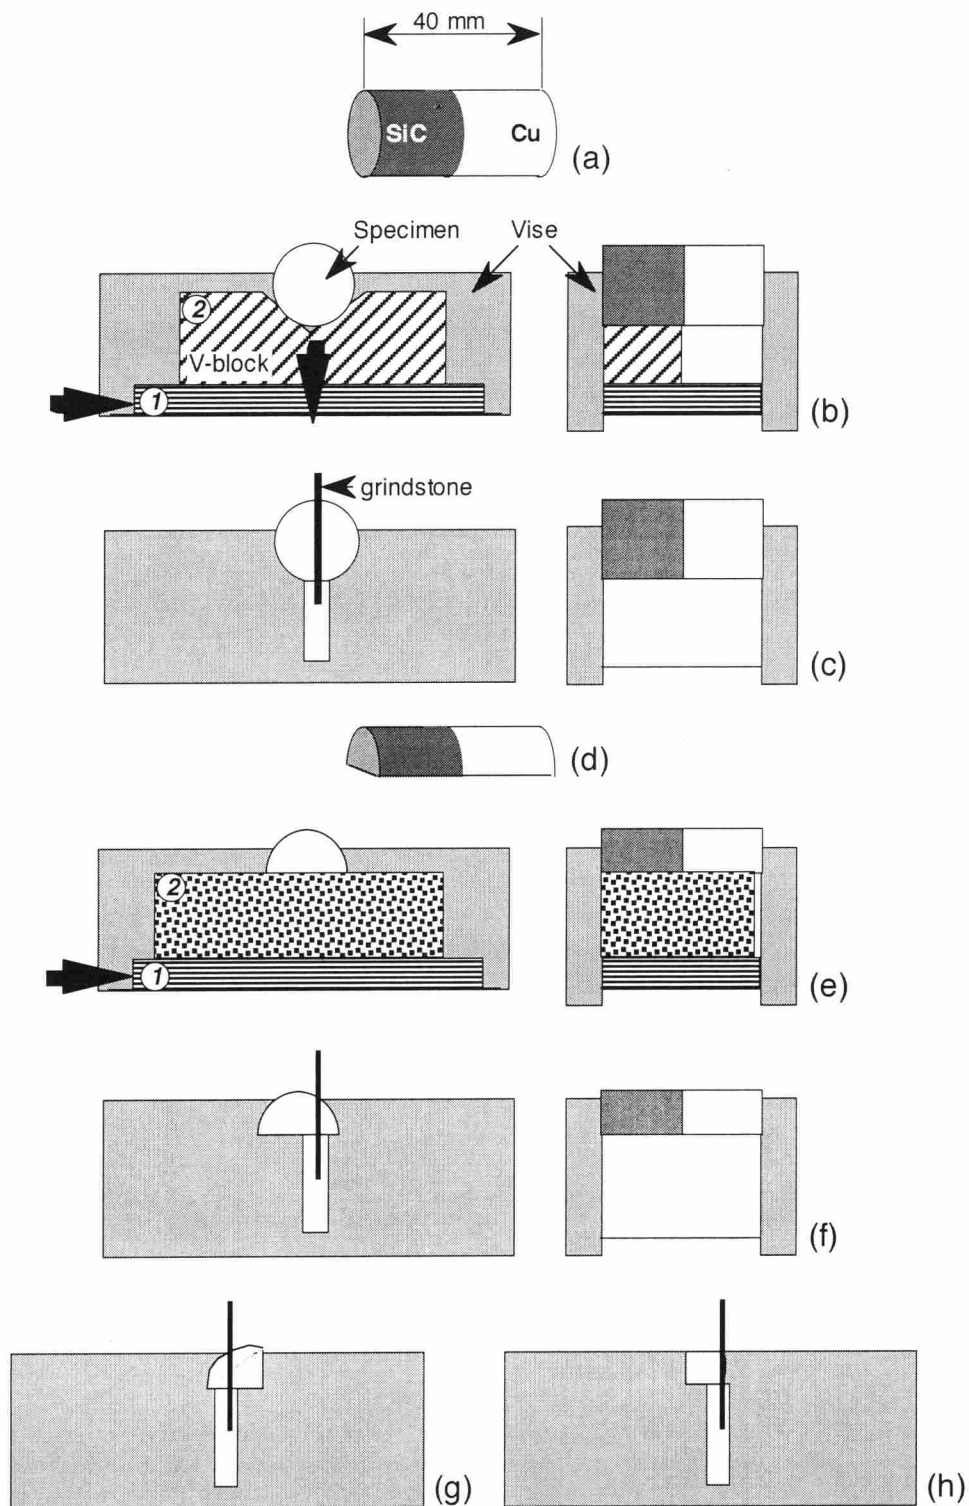 40 mm
SiC
Cu
(a)
Specimen
Vise
2
V-block
1
(b)
grindstone
(c)
(d)
2
1
(e)
(f)
(g)
(h)